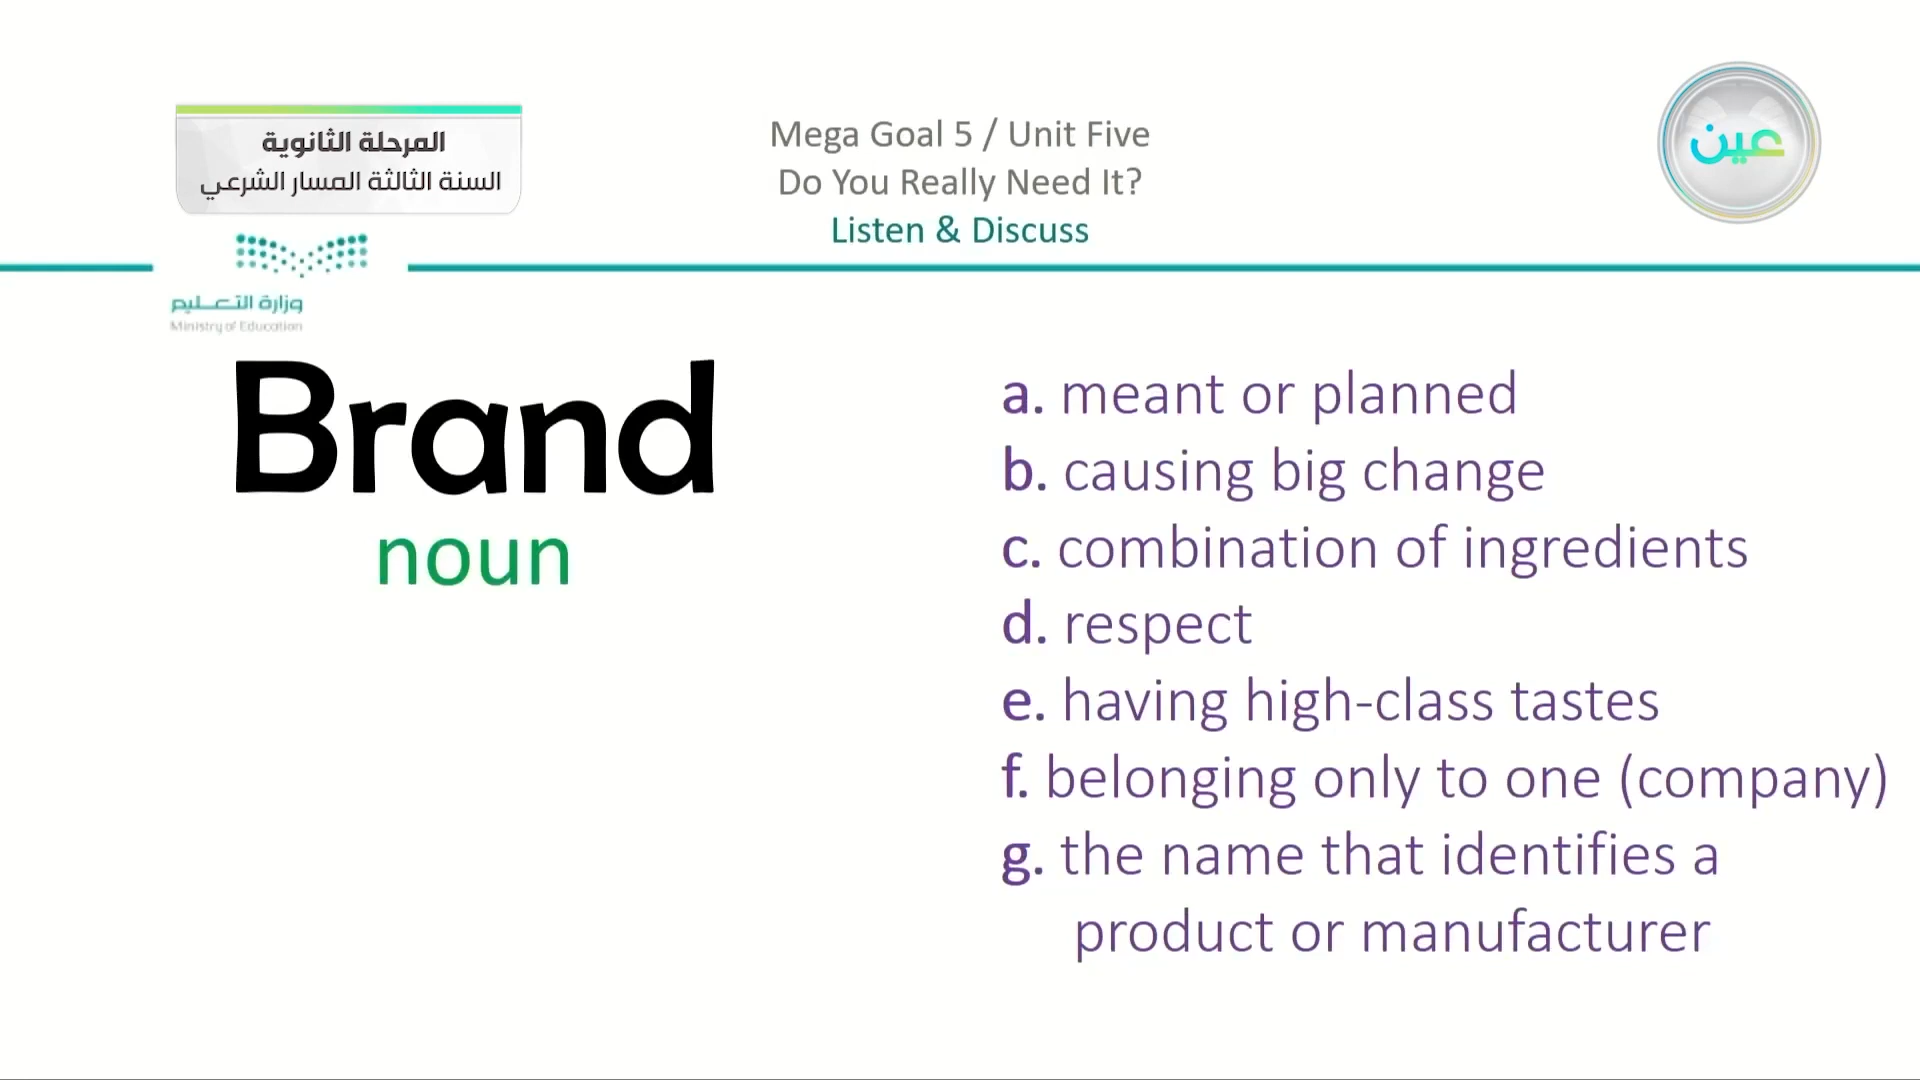 المرحلة الثانوية
السنة الثالثة المسار الشرعي
Mega Goal 5 / Unit Five
Do You Really Need It?
Listen & Discuss
عين
وزارة التعليم
Ministry of Education
Brand
noun
a. meant or planned
b. causing big change
c. combination of ingredients
d. respect
e. having high-class tastes
f. belonging only to one (company)
g. the name that identifies a
product or manufacturer